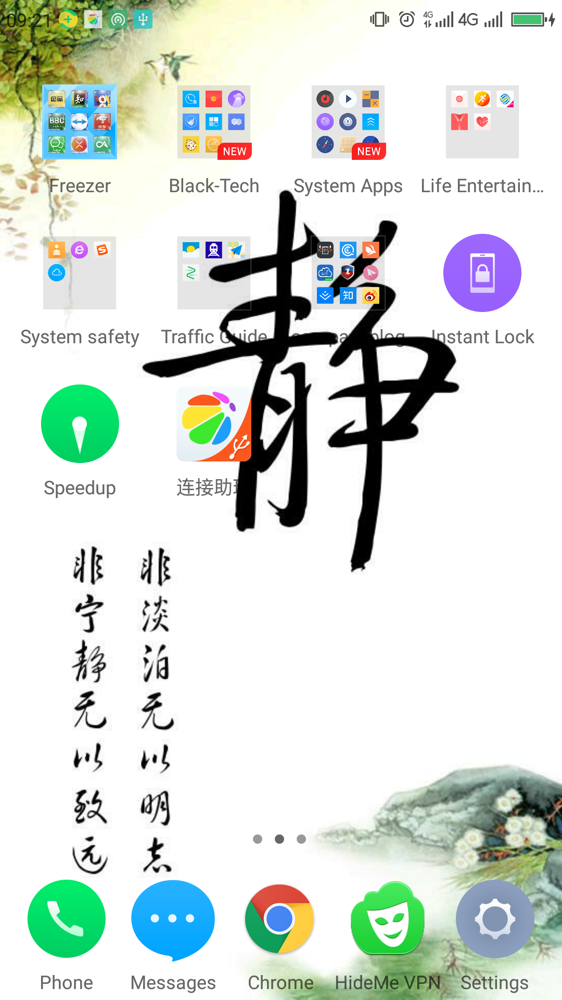 09:21
4G 4G
NEW NEW
Freezer Black-Tech System Apps Life Entertain...
静
System safety Traffic Guide Instant Lock
Speedup 连接助
非淡泊无以明志
非宁静无以致远
Phone Messages Chrome HideMe VPN Settings